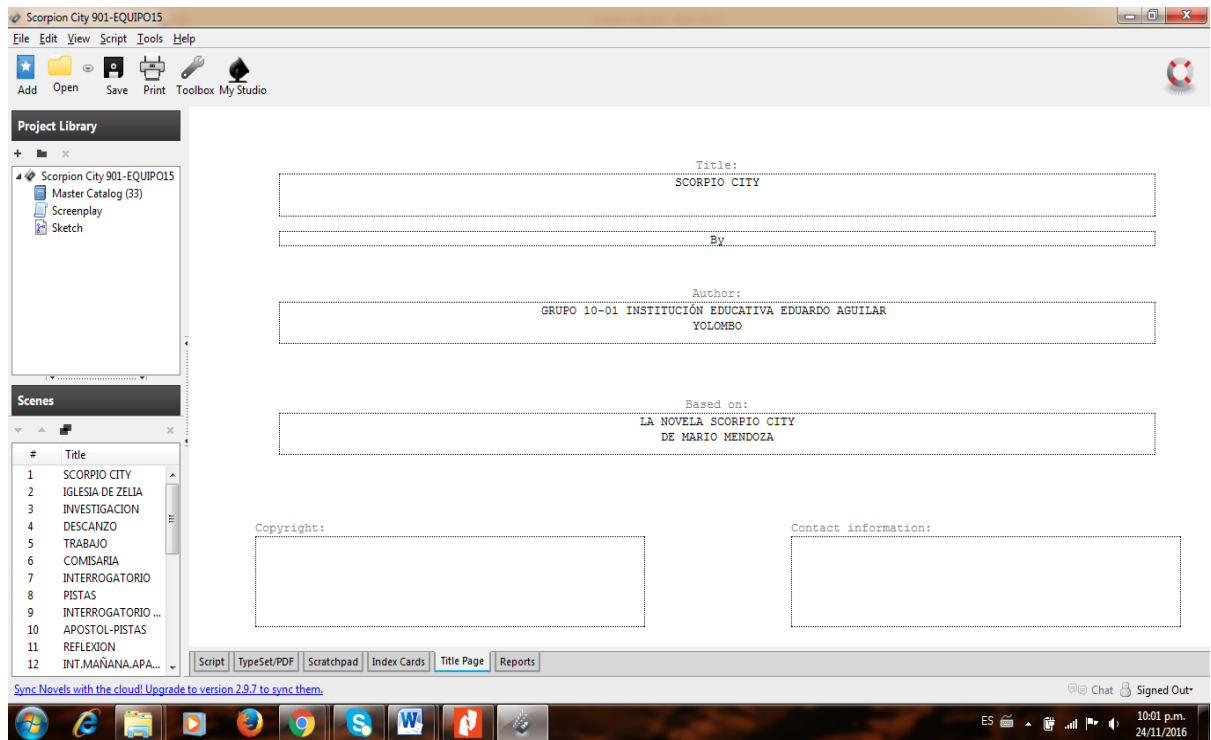 Scorpion City 901-EQUIPO15
File Edit View Script Tools Help
Add Open Save Print Toolbox My Studio
Project Library
Scorpion City 901-EQUIPO15
Master Catalog (33)
Screenplay
Sketch
Scenes
# Title
1 SCORPIO CITY
2 IGLESIA DE ZELIA
3 INVESTIGACION
4 DESCANZO
5 TRABAJO
6 COMISARIA
7 INTERROGATORIO
8 PISTAS
9 INTERROGATORIO ...
10 APOSTOL-PISTAS
11 REFLEXION
12 INT.MAÑANA.APA...
Title:
SCORPIO CITY
By
Author:
GRUPO 10-01 INSTITUCIÓN EDUCATIVA EDUARDO AGUILAR
YOLOMBO
Based on:
LA NOVELA SCORPIO CITY
DE MARIO MENDOZA
Copyright:
Contact information:
Script TypeSet/PDF Scratchpad Index Cards Title Page Reports
Sync Novels with the cloud! Upgrade to version 2.9.7 to sync them.
Chat Signed Out
ES
10:01 p.m.
24/11/2016